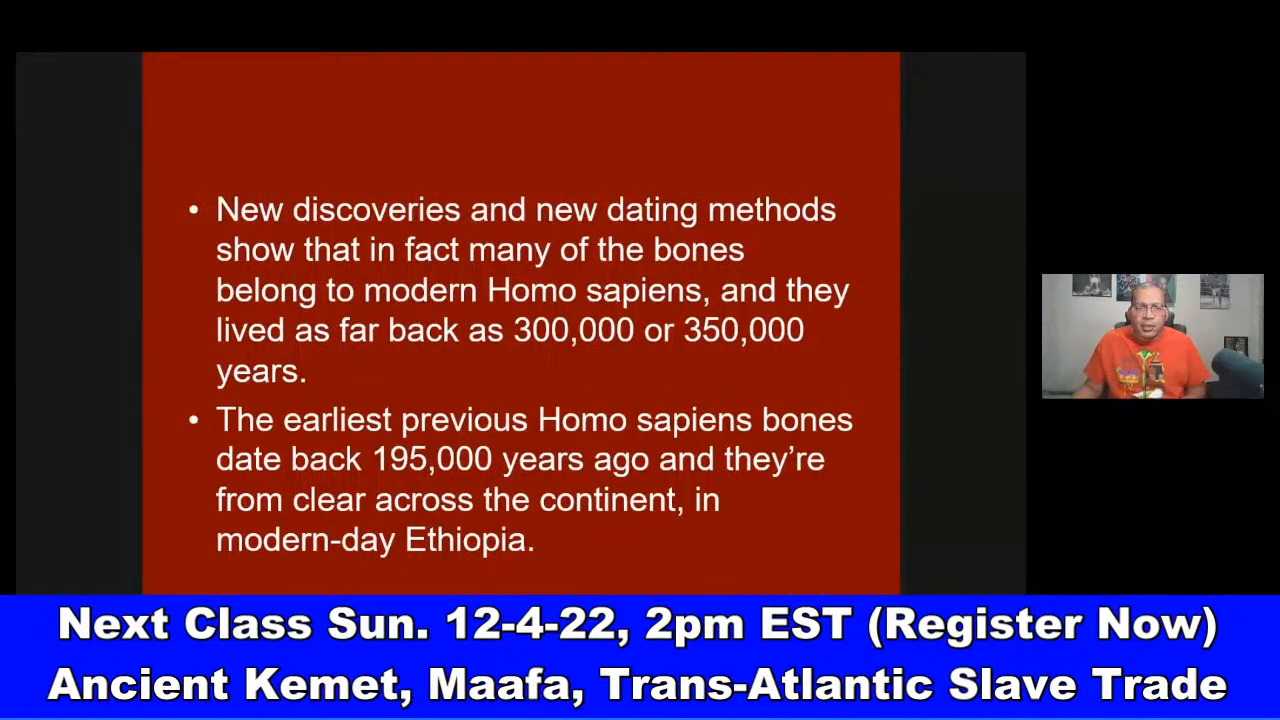 • New discoveries and new dating methods
show that in fact many of the bones
belong to modern Homo sapiens, and they
lived as far back as 300,000 or 350,000
years.
• The earliest previous Homo sapiens bones
date back 195,000 years ago and they’re
from clear across the continent, in
modern-day Ethiopia.
Next Class Sun. 12-4-22, 2pm EST (Register Now)
Ancient Kemet, Maafa, Trans-Atlantic Slave Trade